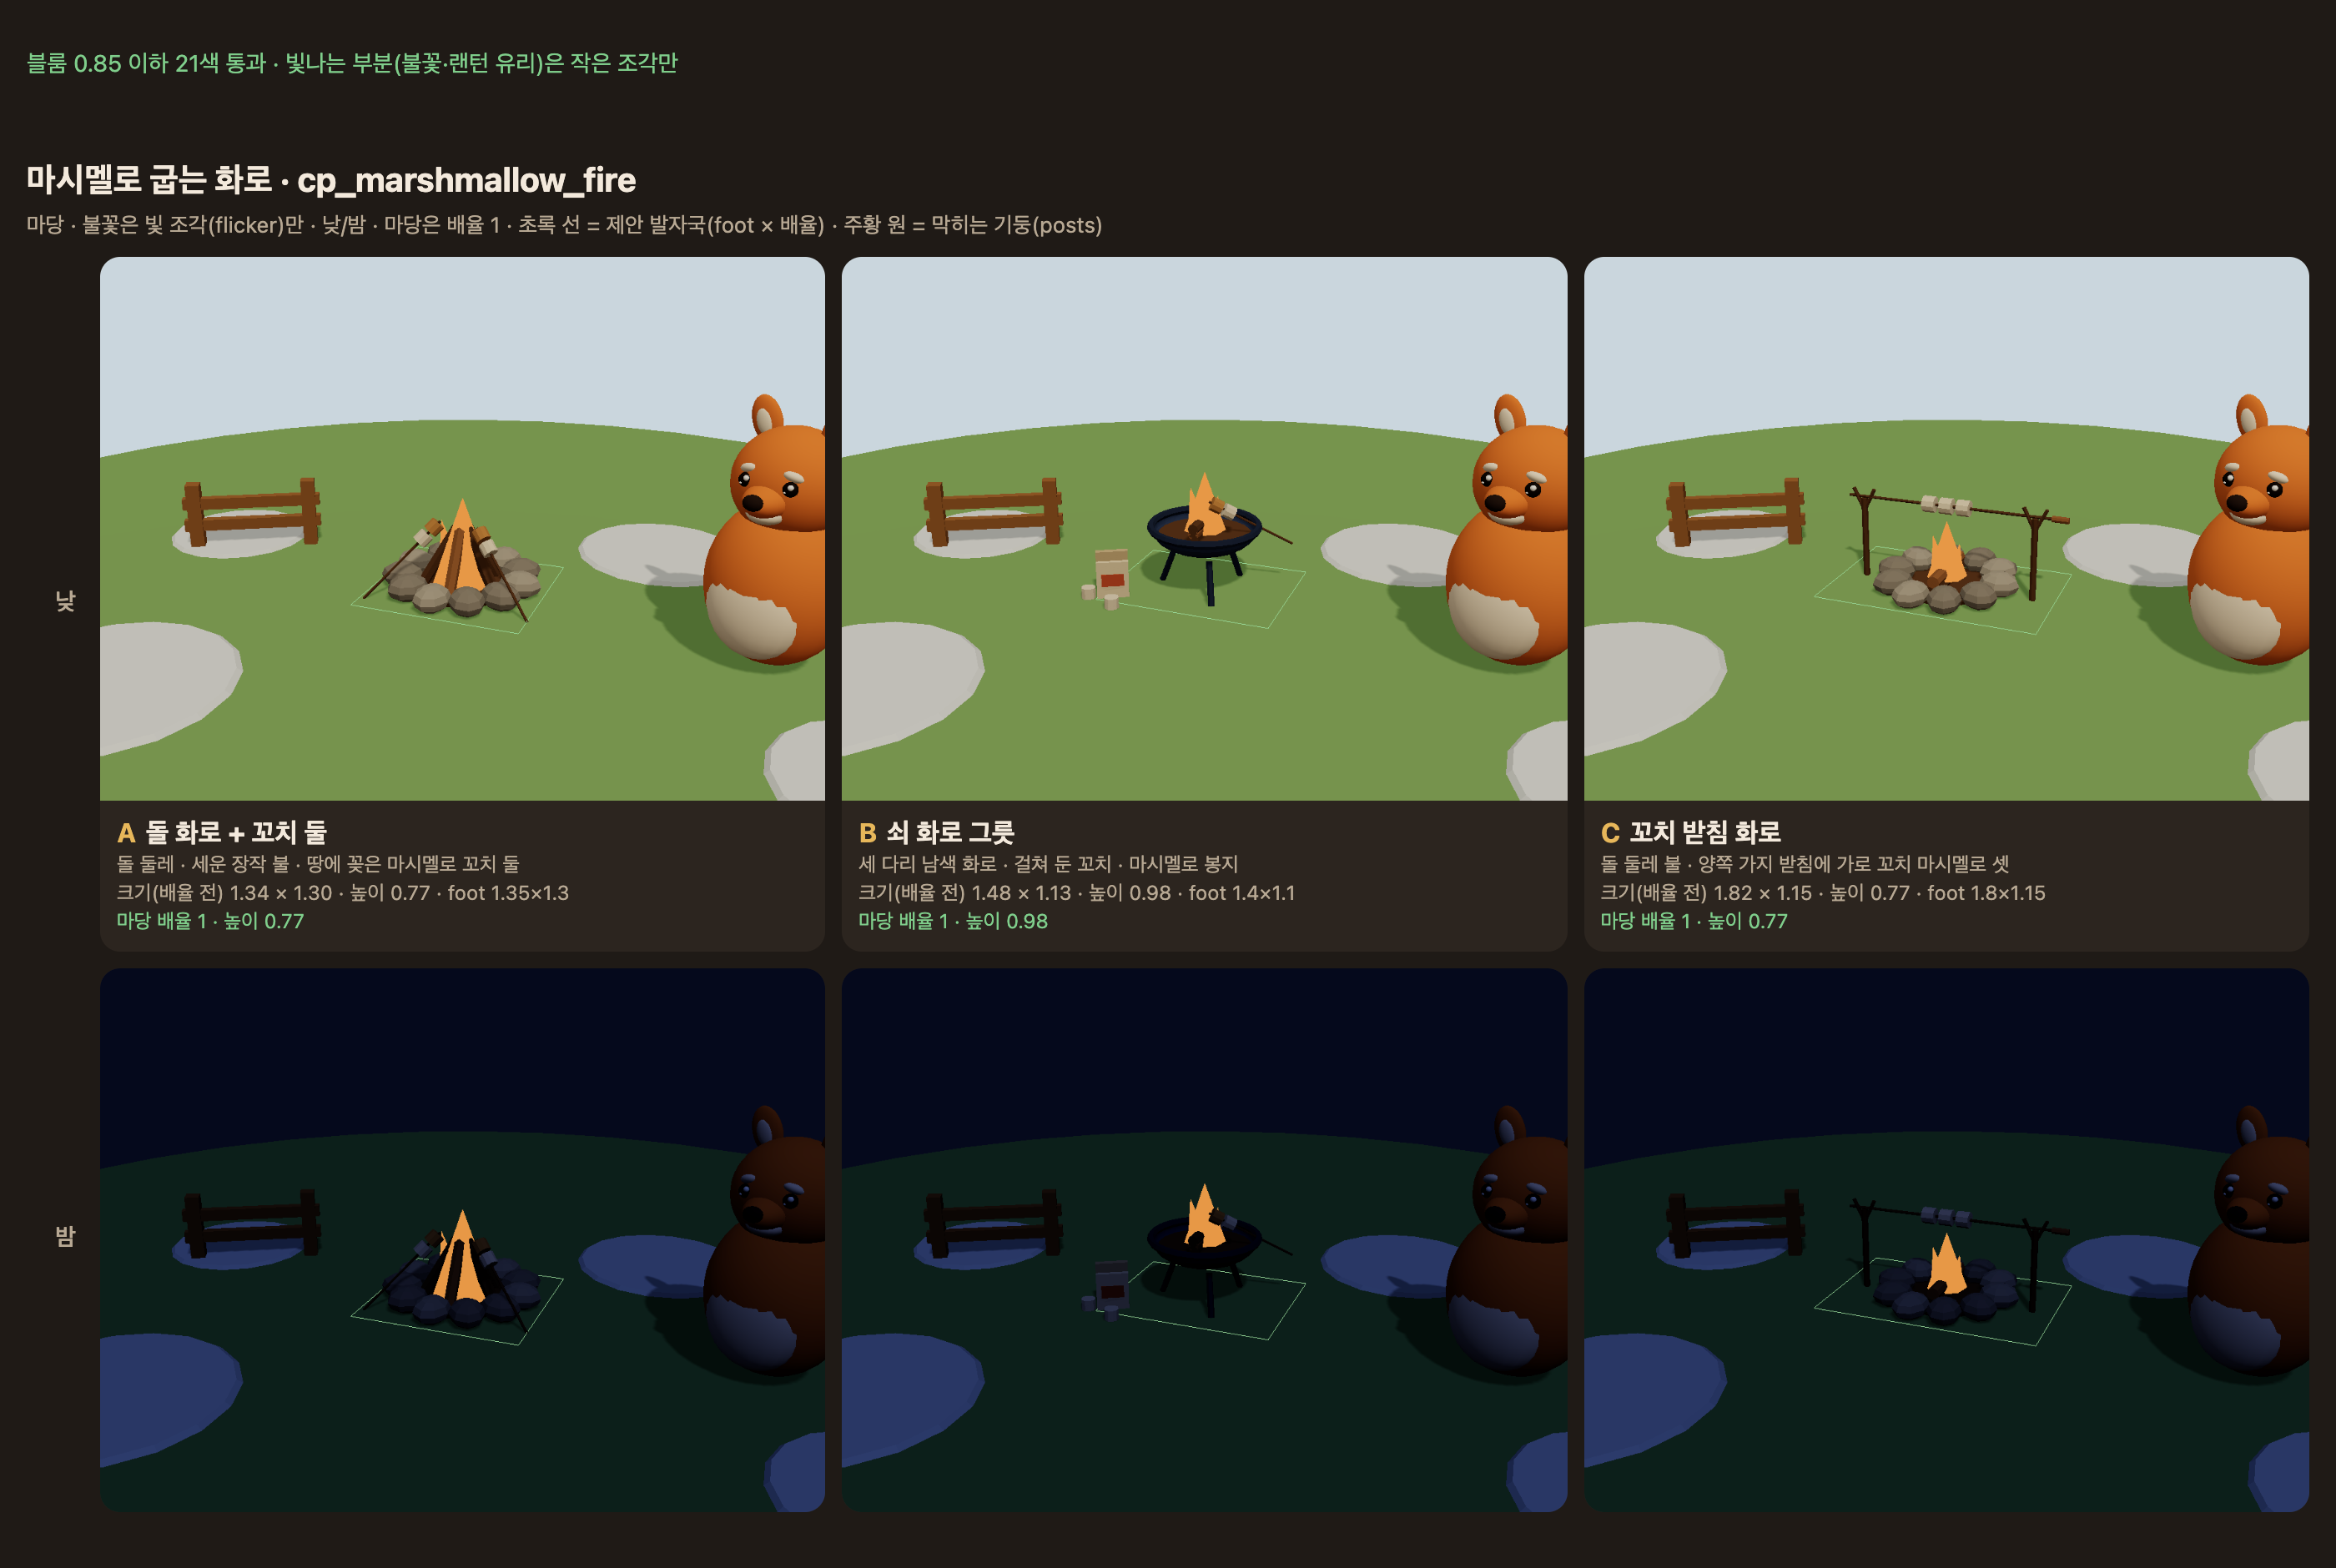 블룸 0.85 이하 21색 통과 · 빛나는 부분(불꽃·랜턴 유리)은 작은 조각만
마시멜로 굽는 화로 · cp_marshmallow_fire
마당 · 불꽃은 빛 조각(flicker)만 · 낮/밤 · 마당은 배율 1 · 초록 선 = 제안 발자국(foot × 배율) · 주황 원 = 막히는 기둥(posts)
낮
A 돌 화로 + 꼬치 둘
돌 둘레 · 세운 장작 불 · 땅에 꽂은 마시멜로 꼬치 둘
크기(배율 전) 1.34 × 1.30 · 높이 0.77 · foot 1.35×1.3
마당 배율 1 · 높이 0.77
B 쇠 화로 그릇
세 다리 남색 화로 · 걸쳐 둔 꼬치 · 마시멜로 봉지
크기(배율 전) 1.48 × 1.13 · 높이 0.98 · foot 1.4×1.1
마당 배율 1 · 높이 0.98
C 꼬치 받침 화로
돌 둘레 불 · 양쪽 가지 받침에 가로 꼬치 마시멜로 셋
크기(배율 전) 1.82 × 1.15 · 높이 0.77 · foot 1.8×1.15
마당 배율 1 · 높이 0.77
밤